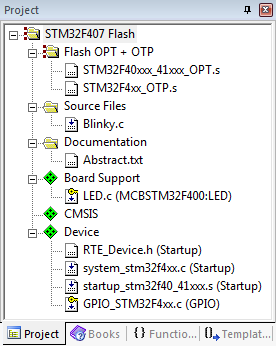 Project
STM32F407 Flash
Flash OPT + OTP
STM32F40xxx_41xxx_OPT.s
STM32F4xx_OTP.s
Source Files
Blinky.c
Documentation
Abstract.txt
Board Support
LED.c (MCBSTM32F400:LED)
CMSIS
Device
RTE_Device.h (Startup)
system_stm32f4xx.c (Startup)
startup_stm32f40_41xxx.s (Startup)
GPIO_STM32F4xx.c (GPIO)
Project Books {} Functio... 0 Templat...